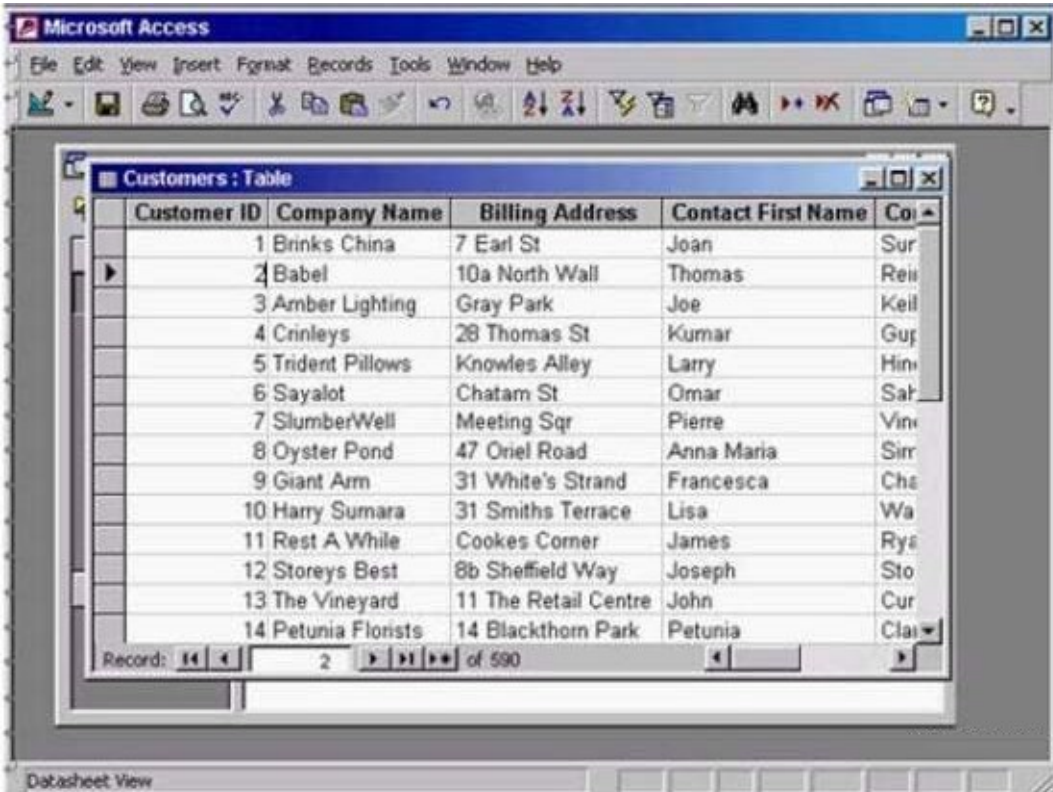 Microsoft Access
File Edit View Insert Format Records Tools Window Help
Customers : Table
Customer ID Company Name Billing Address Contact First Name
1 Brinks China 7 Earl St Joan
2 Babel 10a North Wall Thomas
3 Amber Lighting Gray Park Joe
4 Crinleys 28 Thomas St Kumar
5 Trident Pillows Knowles Alley Larry
6 Sayalot Chatam St Omar
7 SlumberWell Meeting Sqr Pierre
8 Oyster Pond 47 Oriel Road Anna Maria
9 Giant Arm 31 White's Strand Francesca
10 Harry Sumara 31 Smiths Terrace Lisa
11 Rest A While Cookes Corner James
12 Storeys Best 8b Sheffield Way Joseph
13 The Vineyard 11 The Retail Centre John
14 Petunia Florists 14 Blackthorn Park Petunia
Record: 2 of 590
Datasheet View